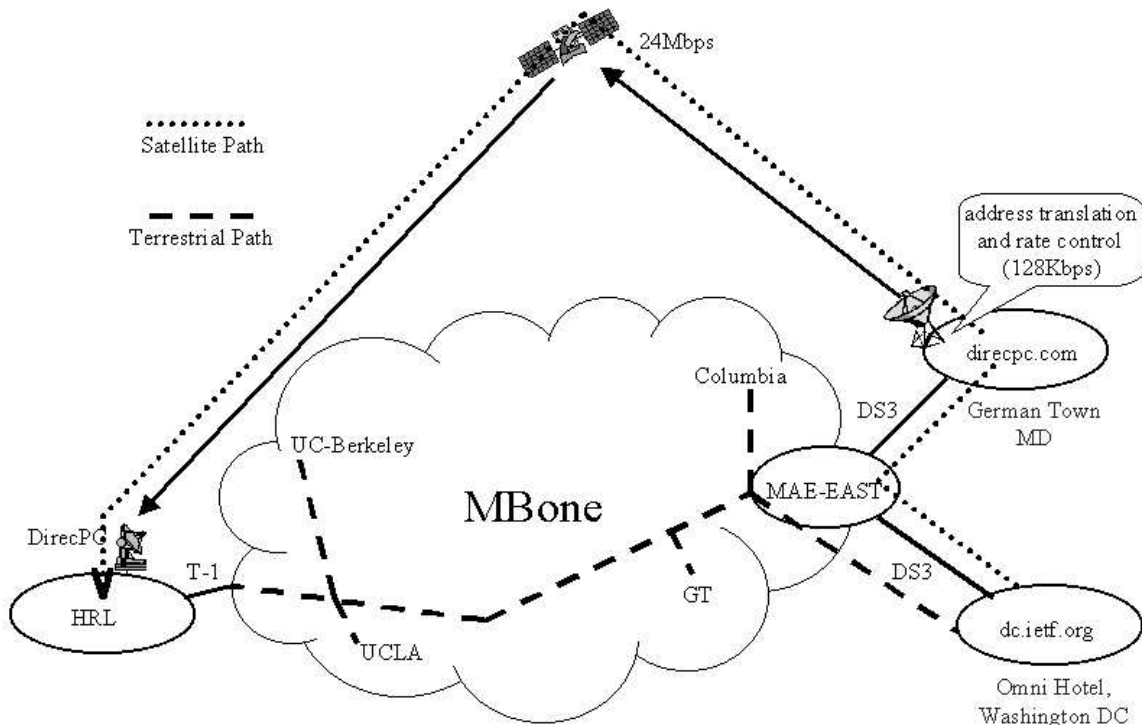 24Mbps
Satellite Path
Terrestrial Path
address translation
and rate control
(128Kbps)
direcpc.com
German Town
MD
DS3
Columbia
UC-Berkeley
MAE-EAST
MBone
DirecPC
T-1
HRL
UCLA
GT
DS3
dc.ietf.org
Omni Hotel,
Washington DC